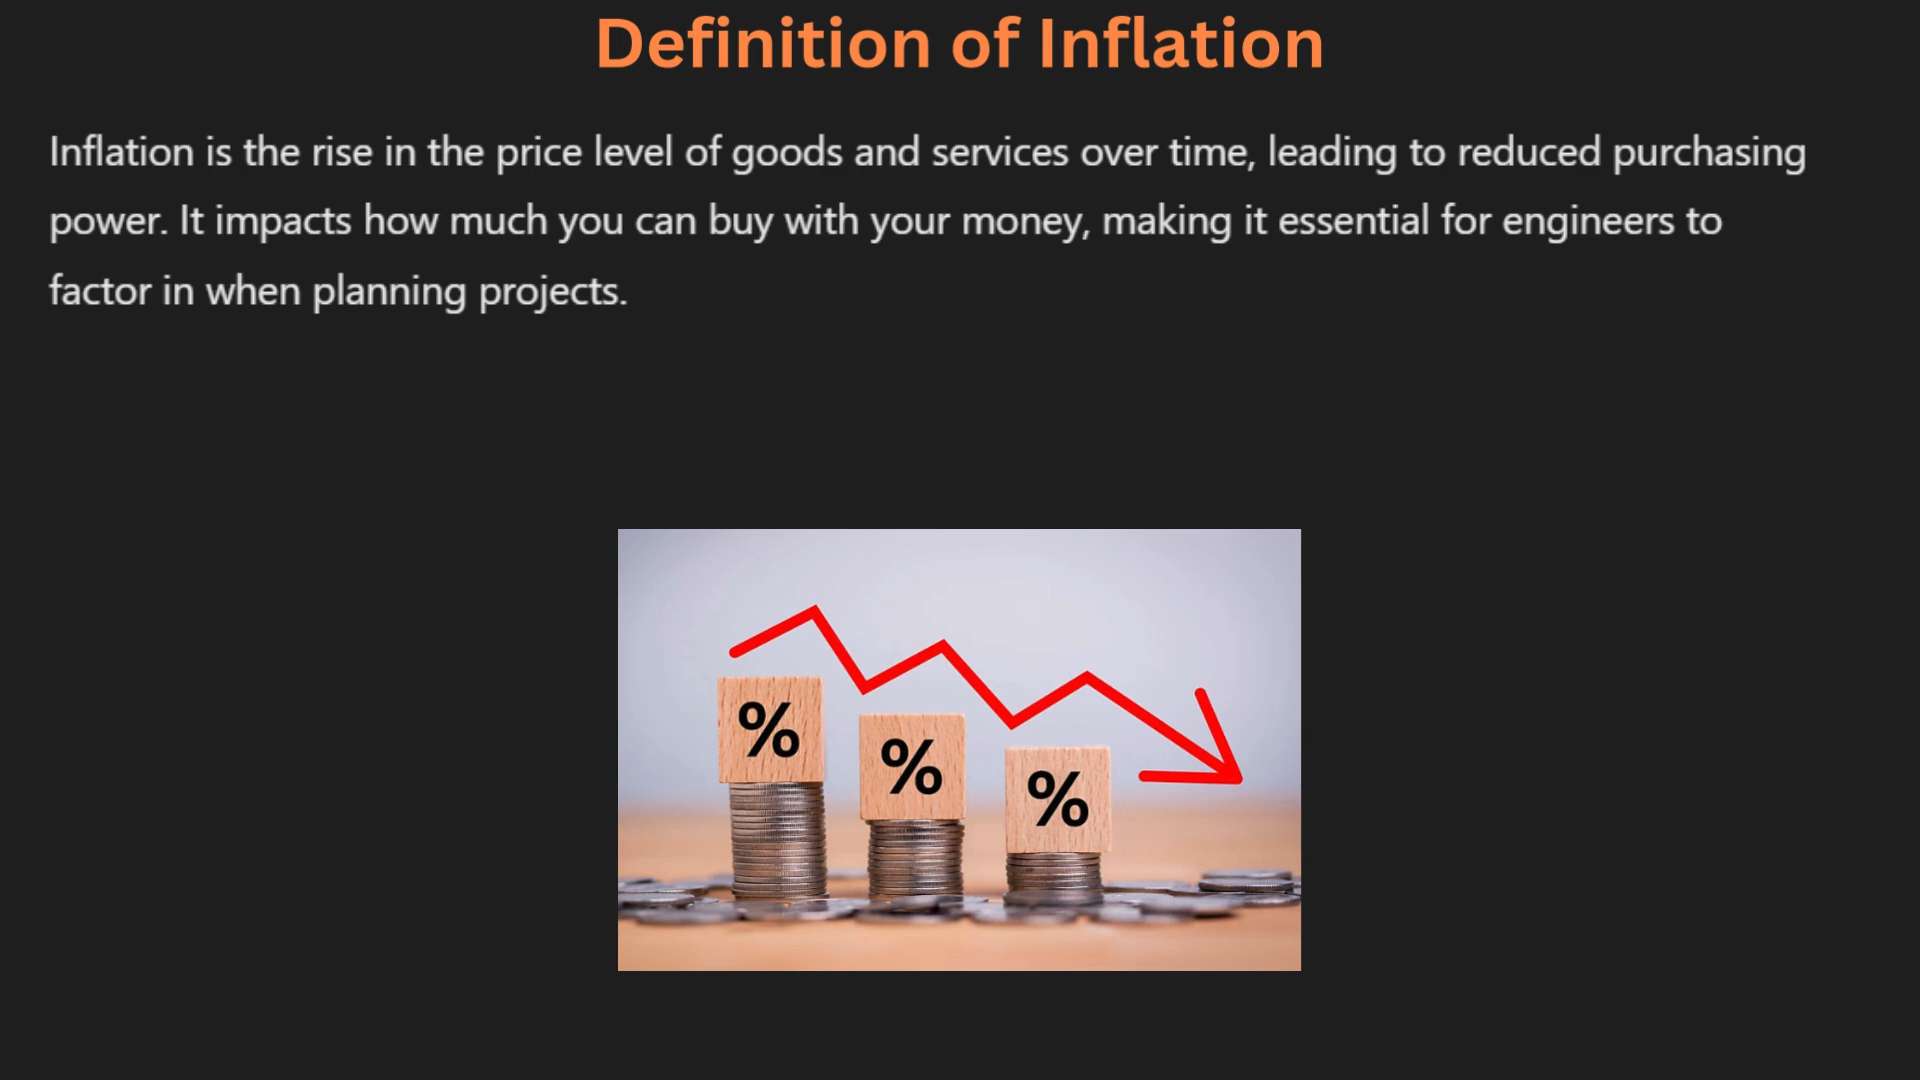 Definition of Inflation
Inflation is the rise in the price level of goods and services over time, leading to reduced purchasing
power. It impacts how much you can buy with your money, making it essential for engineers to
factor in when planning projects.
%
%
%